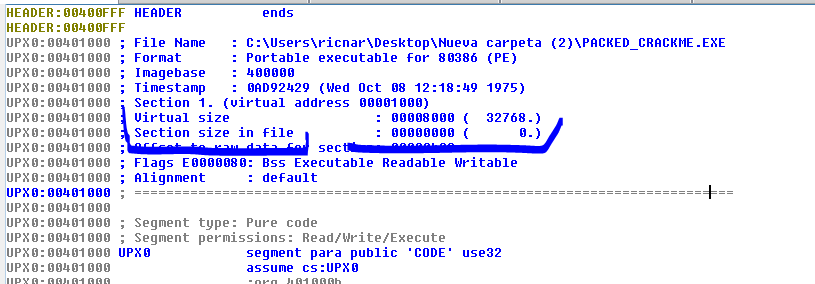 HEADER:00400FFF HEADER ends
HEADER:00400FFF
UPX0:00401000 ; File Name : C:\Users\ricnar\Desktop\Nueva carpeta (2)\PACKED_CRACKME.EXE
UPX0:00401000 ; Format : Portable executable for 80386 (PE)
UPX0:00401000 ; Imagebase : 400000
UPX0:00401000 ; Timestamp : 0AD92429 (Wed Oct 08 12:18:49 1975)
UPX0:00401000 ; Section 1. (virtual address 00001000)
UPX0:00401000 ; Virtual size : 00008000 ( 32768.)
UPX0:00401000 ; Section size in file : 00000000 ( 0.)
UPX0:00401000 ; Offset to raw data for section
UPX0:00401000 ; Flags E0000080: Bss Executable Readable Writable
UPX0:00401000 ; Alignment : default
UPX0:00401000 ; ===========================================================================
UPX0:00401000
UPX0:00401000 ; Segment type: Pure code
UPX0:00401000 ; Segment permissions: Read/Write/Execute
UPX0:00401000 UPX0 segment para public 'CODE' use32
UPX0:00401000 assume cs:UPX0
UPX0:00401000 ;org 401000h